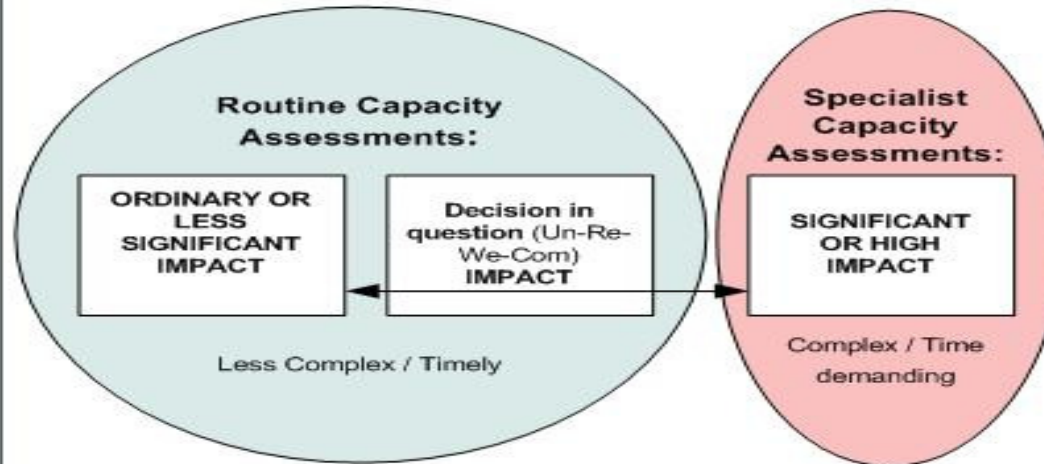 Routine Capacity
Assessments:
ORDINARY OR
LESS
SIGNIFICANT
IMPACT
Decision in
question (Un-Re-
We-Com)
IMPACT
Less Complex / Timely
Specialist
Capacity
Assessments:
SIGNIFICANT
OR HIGH
IMPACT
Complex / Time
demanding